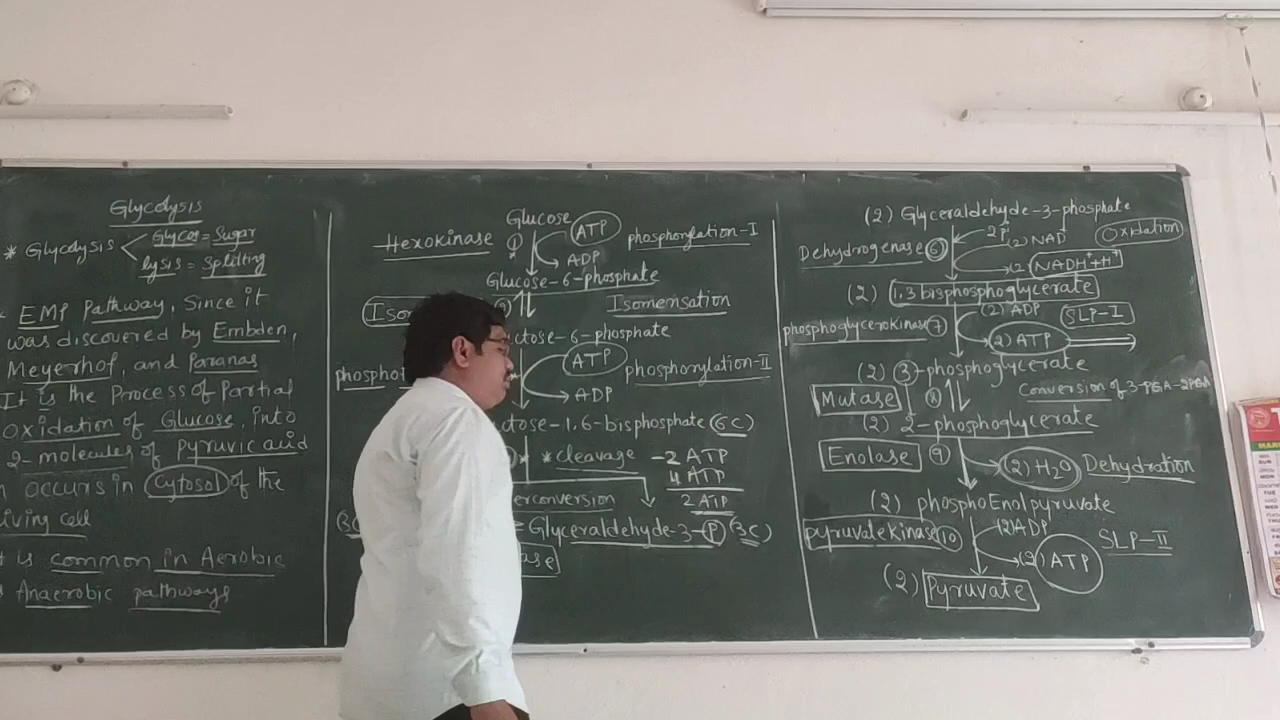 Glycolysis
* Glycolysis < Glycos = Sugar
lysis = Splitting
EMP Pathway, Since it
was discovered by Embden,
Meyerhof, and Paranas
It is the Process of Partial
Oxidation of Glucose, into
2-molecules of Pyruvic acid
occurs in Cytosol of the
living cell
is common in Aerobic
Anaerobic pathways
Glucose
Hexokinase ① ATP phosphorylation-I
ADP
Glucose-6-phosphate
Isomerisation
ctose-6-phosphate
ATP
phosphorylation-II
ADP
ctose-1,6-bisphosphate (6C)
* * cleavage -2 ATP
4 ATP
2 ATP
erconversion
Glyceraldehyde-3-P (3C)
ase
(2) Glyceraldehyde-3-phosphate
2Pi (2) NAD Oxidation
Dehydrogenase ⑥
(2 NADH⁺+H⁺
(2) 1,3 bisphosphoglycerate
(2) ADP SLP-I
phosphoglycerokinase ⑦
(2) ATP
(2) 3-phosphoglycerate
Conversion of 3-PGA-2PGA
Mutase ⑧
(2) 2-phosphoglycerate
Enolase ⑨ (2) H₂O Dehydration
(2) phosphoEnolpyruvate
(2)ADP
pyruvateKinase ⑩ SLP-II
(2) ATP
(2) Pyruvate